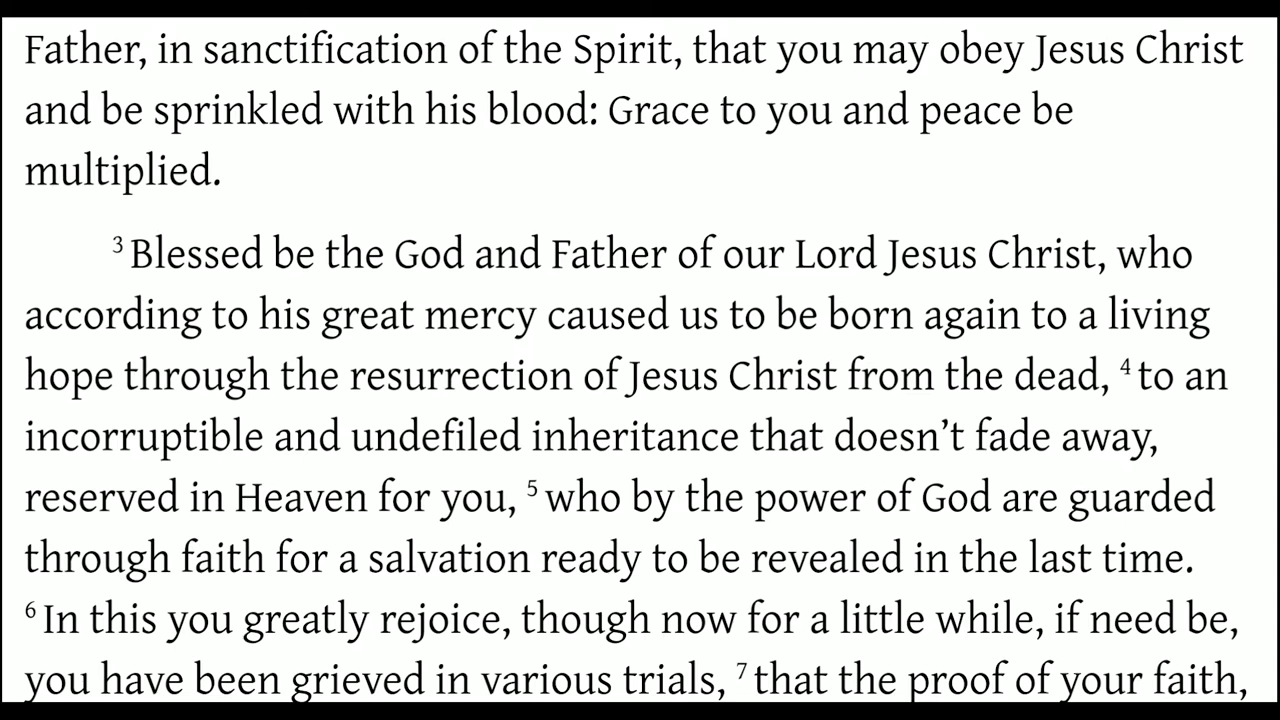 Father, in sanctification of the Spirit, that you may obey Jesus Christ
and be sprinkled with his blood: Grace to you and peace be
multiplied.
3 Blessed be the God and Father of our Lord Jesus Christ, who
according to his great mercy caused us to be born again to a living
hope through the resurrection of Jesus Christ from the dead, 4 to an
incorruptible and undefiled inheritance that doesn’t fade away,
reserved in Heaven for you, 5 who by the power of God are guarded
through faith for a salvation ready to be revealed in the last time.
6 In this you greatly rejoice, though now for a little while, if need be,
you have been grieved in various trials, 7 that the proof of your faith,